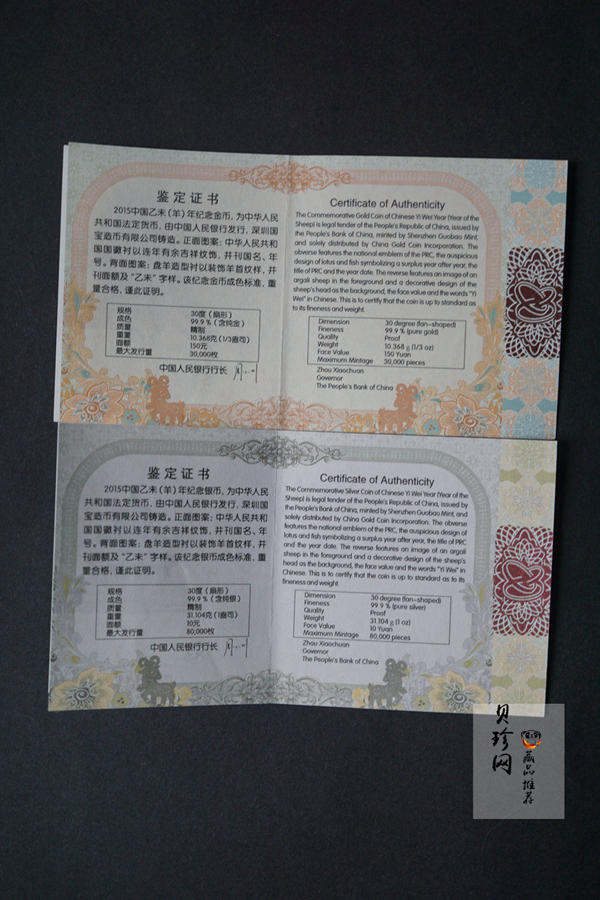 鉴定证书
2015中国乙未（羊）年纪念金币，为中华人民
共和国法定货币，由中国人民银行发行，深圳国
宝造币有限公司铸造。正面图案：中华人民共和
国国徽衬以连年有余吉祥纹饰，并刊国名、年
号。背面图案：盘羊造型衬以装饰羊首纹样，并
刊面额及“乙未”字样。该纪念金币成色标准，重
量合格，谨此证明。
规格 30度（扇形）
成色 99.9％（含纯金）
质量 精制
重量 10.368克(1/3盎司)
面额 150元
最大发行量 30,000枚
中国人民银行行长
Certificate of Authenticity
The Commemorative Gold Coin of Chinese Yi Wei Year (Year of the
Sheep) is legal tender of the People's Republic of China, issued by
the People's Bank of China, minted by Shenzhen Guobao Mint,
and solely distributed by China Gold Coin Incorporation. The
obverse features the national emblem of the PRC, the auspicious
design of lotus and fish symbolizing a surplus year after year, the
title of PRC and the year date. The reverse features an image of an
argali sheep in the foreground and a decorative design of the
sheep's head as the background, the face value and the words "Yi
Wei" in Chinese. This is to certify that the coin is up to standard as
to its fineness and weight.
Dimension 30 degree (fan-shaped)
Fineness 99.9 % (pure gold)
Quality Proof
Weight 10.368 g (1/3 oz)
Face Value 150 Yuan
Maximum Mintage 30,000 pieces
Zhou Xiaochuan
Governor
The People's Bank of China
鉴定证书
2015中国乙未（羊）年纪念银币，为中华人民
共和国法定货币，由中国人民银行发行，深圳国
宝造币有限公司铸造。正面图案：中华人民共和
国国徽衬以连年有余吉祥纹饰，并刊国名、年
号。背面图案：盘羊造型衬以装饰羊首纹样，并
刊面额及“乙未”字样。该纪念银币成色标准，重
量合格，谨此证明。
规格 30度（扇形）
成色 99.9％（含纯银）
质量 精制
重量 31.104克(1盎司)
面额 10元
最大发行量 80,000枚
中国人民银行行长
Certificate of Authenticity
The Commemorative Silver Coin of Chinese Yi Wei Year (Year of the
Sheep) is legal tender of the People's Republic of China, issued by
the People's Bank of China, minted by Shenzhen Guobao Mint, and
solely distributed by China Gold Coin Incorporation. The obverse
features the national emblem of the PRC, the auspicious design of
lotus and fish symbolizing a surplus year after year, the title of PRC
and the year date. The reverse features an image of an argali
sheep in the foreground and a decorative design of the sheep's
head as the background, the face value and the words "Yi Wei" in
Chinese. This is to certify that the coin is up to standard as to its
fineness and weight.
Dimension 30 degree (fan-shaped)
Fineness 99.9 % (pure silver)
Quality Proof
Weight 31.104 g (1 oz)
Face Value 10 Yuan
Maximum Mintage 80,000 pieces
Zhou Xiaochuan
Governor
The People's Bank of China
贝珍网
藏品推荐